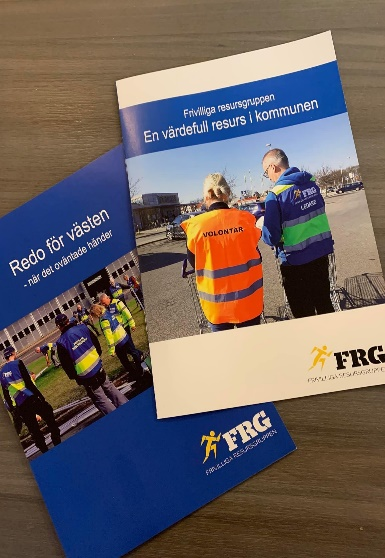 Frivilliga resursgruppen
En värdefull resurs i kommunen
FRG
VOLONTÄR
FRG
FRIVILLIGA RESURSGRUPPEN
Redo för västen
- när det oväntade händer
FRG
FRIVILLIGA RESURSGRUPPEN